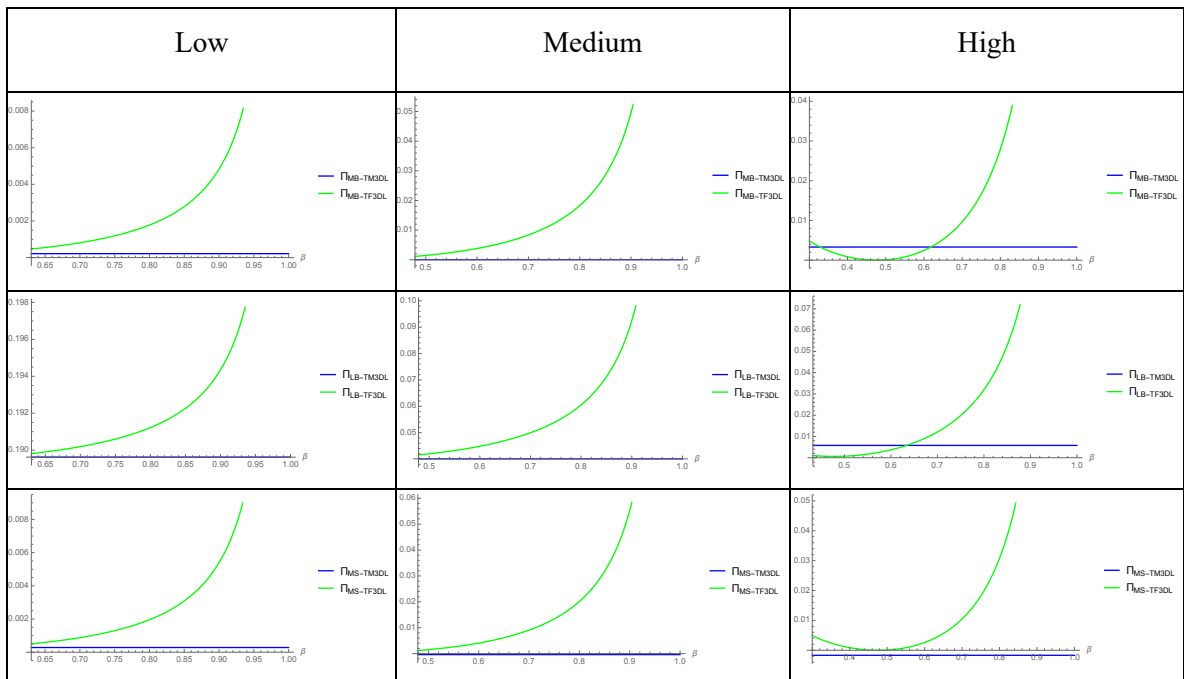 Low
Medium
High
0.008
0.006
0.004
0.002
0.65 0.70 0.75 0.80 0.85 0.90 0.95 1.00 β
Π_MB−TM3DL
Π_MB−TF3DL
0.05
0.04
0.03
0.02
0.01
0.5 0.6 0.7 0.8 0.9 1.0 β
Π_MB−TM3DL
Π_MB−TF3DL
0.04
0.03
0.02
0.01
0.4 0.5 0.6 0.7 0.8 0.9 1.0 β
Π_MB−TM3DL
Π_MB−TF3DL
0.198
0.196
0.194
0.192
0.190
0.65 0.70 0.75 0.80 0.85 0.90 0.95 1.00 β
Π_LB−TM3DL
Π_LB−TF3DL
0.10
0.09
0.08
0.07
0.06
0.05
0.5 0.6 0.7 0.8 0.9 1.0 β
Π_LB−TM3DL
Π_LB−TF3DL
0.07
0.06
0.05
0.04
0.03
0.02
0.01
0.5 0.6 0.7 0.8 0.9 1.0 β
Π_LB−TM3DL
Π_LB−TF3DL
0.008
0.006
0.004
0.002
0.65 0.70 0.75 0.80 0.85 0.90 0.95 1.00 β
Π_MS−TM3DL
Π_MS−TF3DL
0.06
0.05
0.04
0.03
0.02
0.01
0.5 0.6 0.7 0.8 0.9 1.0 β
Π_MS−TM3DL
Π_MS−TF3DL
0.05
0.04
0.03
0.02
0.01
0.4 0.5 0.6 0.7 0.8 0.9 1.0 β
Π_MS−TM3DL
Π_MS−TF3DL